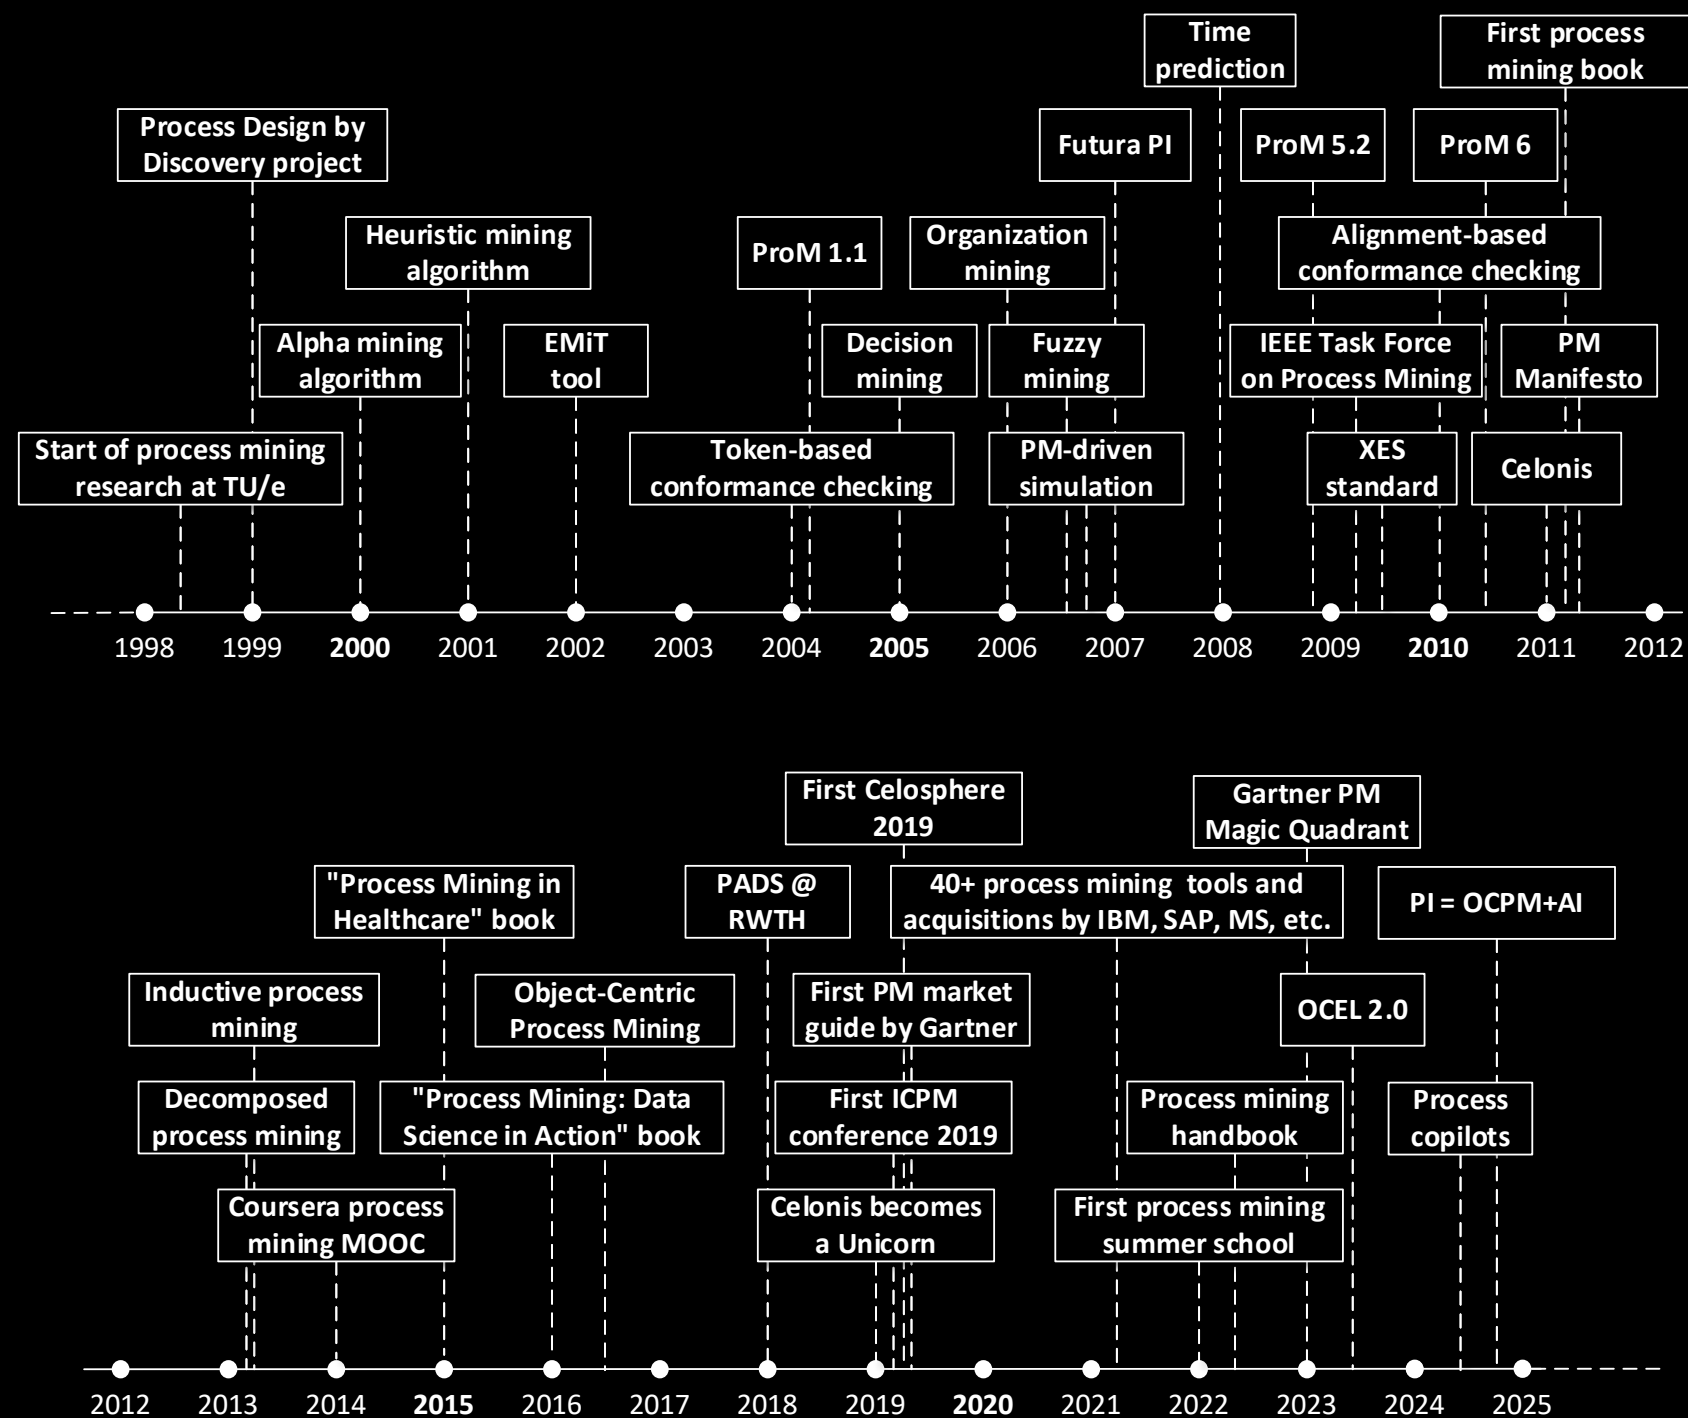 Time
prediction
First process
mining book
Process Design by
Discovery project
Futura PI
ProM 5.2
ProM 6
Heuristic mining
algorithm
ProM 1.1
Organization
mining
Alignment-based
conformance checking
Alpha mining
algorithm
EMiT
tool
Decision
mining
Fuzzy
mining
IEEE Task Force
on Process Mining
PM
Manifesto
Start of process mining
research at TU/e
Token-based
conformance checking
PM-driven
simulation
XES
standard
Celonis
1998 1999 2000 2001 2002 2003 2004 2005 2006 2007 2008 2009 2010 2011 2012
First Celosphere
2019
Gartner PM
Magic Quadrant
"Process Mining in
Healthcare" book
PADS @
RWTH
40+ process mining tools and
acquisitions by IBM, SAP, MS, etc.
PI = OCPM+AI
Inductive process
mining
Object-Centric
Process Mining
First PM market
guide by Gartner
OCEL 2.0
Decomposed
process mining
"Process Mining: Data
Science in Action" book
First ICPM
conference 2019
Process mining
handbook
Process
copilots
Coursera process
mining MOOC
Celonis becomes
a Unicorn
First process mining
summer school
2012 2013 2014 2015 2016 2017 2018 2019 2020 2021 2022 2023 2024 2025